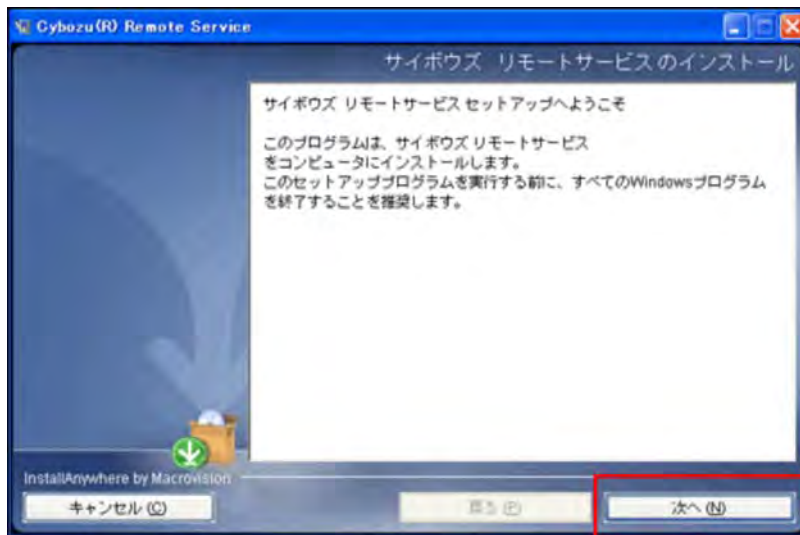 Cybozu(R) Remote Service
サイボウズ リモートサービス のインストール
サイボウズ リモートサービス セットアップへようこそ
このプログラムは、サイボウズ リモートサービス
をコンピュータにインストールします。
このセットアッププログラムを実行する前に、すべてのWindowsプログラム
を終了することを推奨します。
InstallAnywhere by Macrovision
キャンセル (C)
戻る (P)
次へ (N)